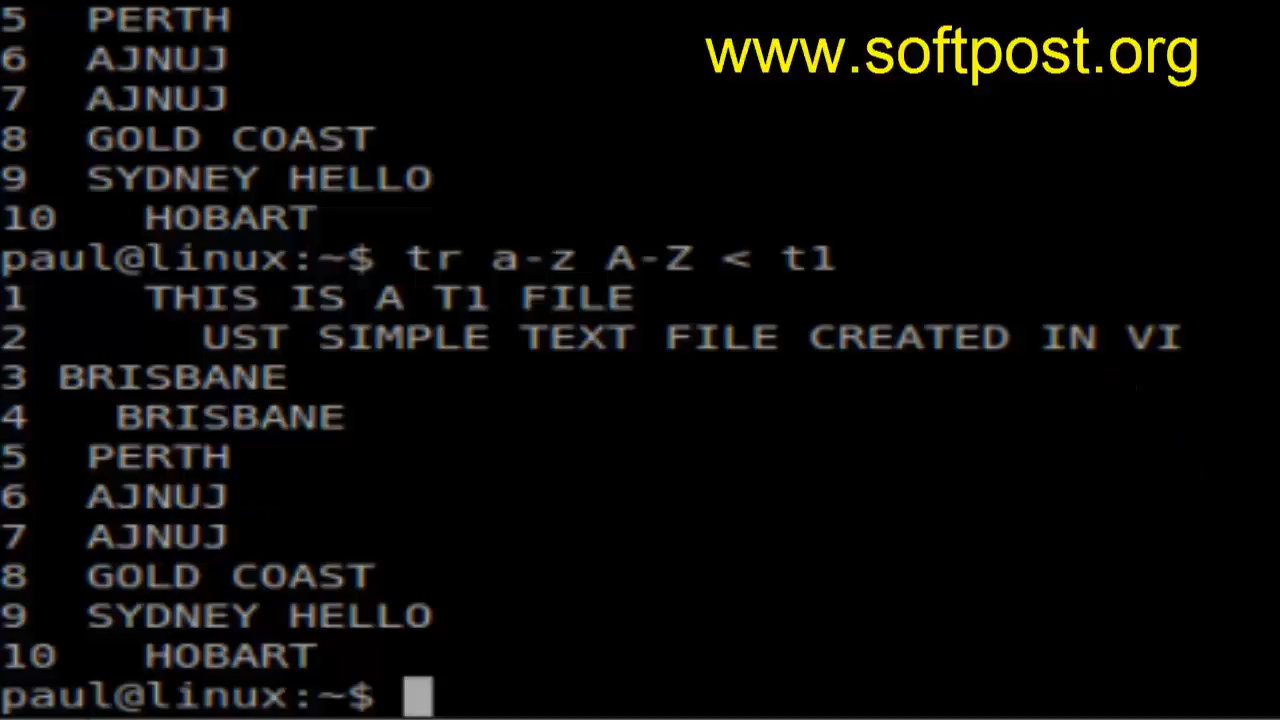 5  PERTH
www.softpost.org
6  AJNUJ
7  AJNUJ
8  GOLD COAST
9  SYDNEY HELLO
10   HOBART
paul@linux:~$ tr a-z A-Z < t1
1    THIS IS A T1 FILE
2      UST SIMPLE TEXT FILE CREATED IN VI
3 BRISBANE
4   BRISBANE
5  PERTH
6  AJNUJ
7  AJNUJ
8  GOLD COAST
9  SYDNEY HELLO
10   HOBART
paul@linux:~$